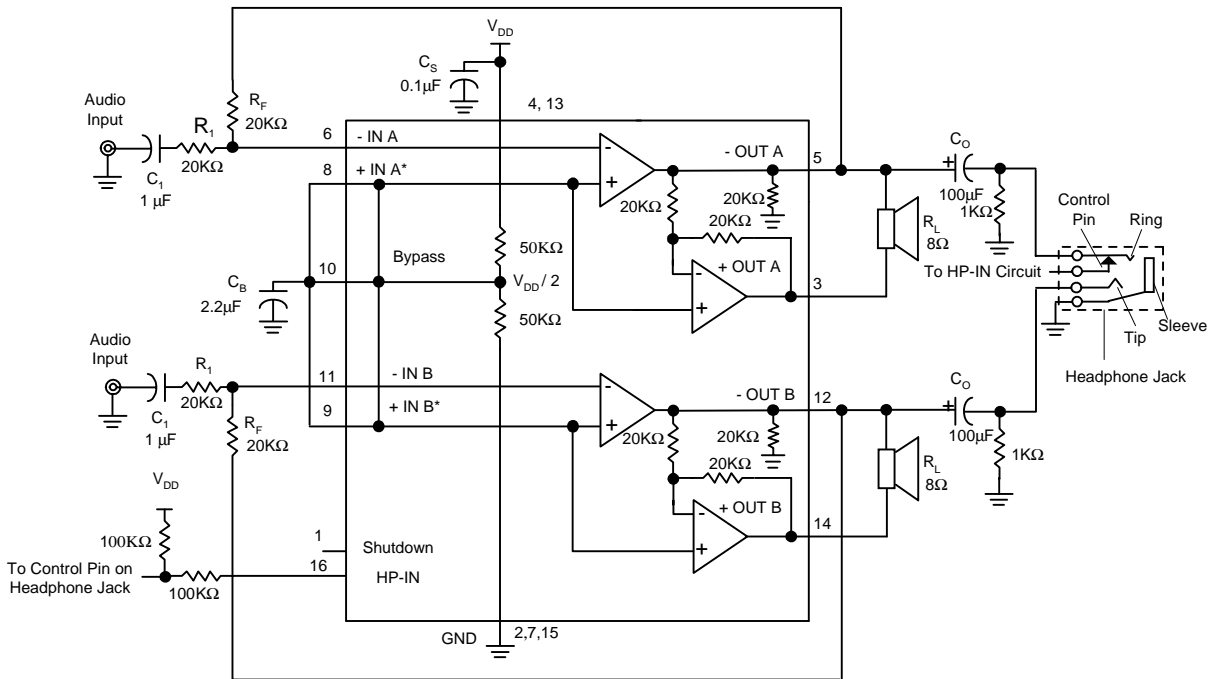 V_DD
C_S
0.1µF
4, 13
Audio
Input
R_F
20KΩ
R_1
20KΩ
C_1
1 µF
6
- IN A
8
+ IN A*
- OUT A
5
20KΩ
20KΩ
20KΩ
+ OUT A
3
R_L
8Ω
C_O
100µF
1KΩ
Control
Pin
Ring
To HP-IN Circuit
Sleeve
Tip
Headphone Jack
50KΩ
Bypass
10
V_DD / 2
C_B
2.2µF
50KΩ
Audio
Input
R_1
20KΩ
C_1
1 µF
R_F
20KΩ
11
- IN B
9
+ IN B*
- OUT B
12
20KΩ
20KΩ
20KΩ
+ OUT B
14
R_L
8Ω
C_O
100µF
1KΩ
V_DD
100KΩ
1
Shutdown
16
HP-IN
To Control Pin on
Headphone Jack
100KΩ
GND
2,7,15